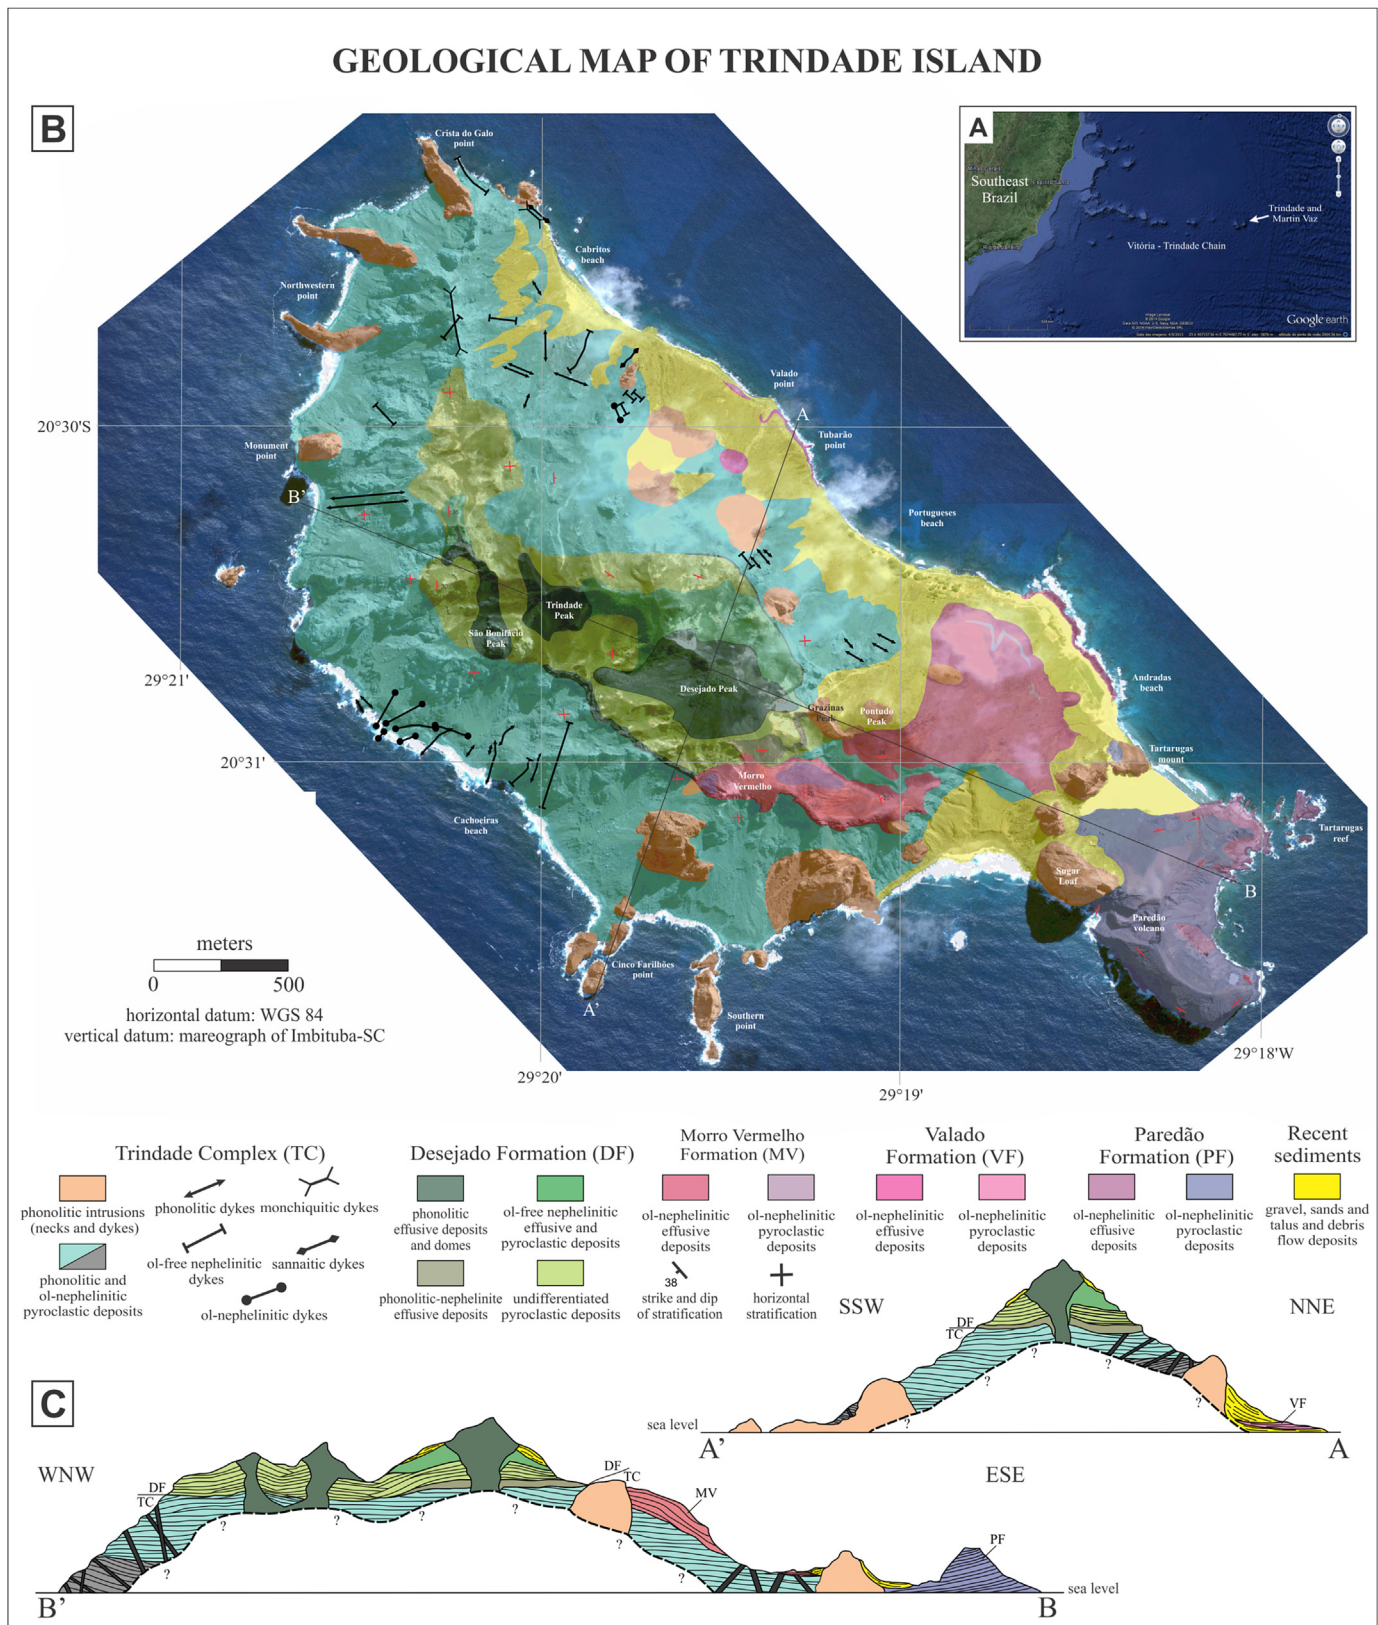 GEOLOGICAL MAP OF TRINDADE ISLAND
B
A
Southeast
Brazil
Trindade and
Martin Vaz
Vitória - Trindade Chain
Google earth
Crista do Galo
point
Cabritos
beach
Northwestern
point
Valado
point
A
20°30'S
Tubarão
point
Monument
point
B'
Portugueses
beach
Trindade
Peak
São Bonifácio
Peak
29°21'
Desejado Peak
Andradas
beach
Grazinas
Peak
Pontudo
Peak
20°31'
Tartarugas
mount
Morro
Vermelho
Cachoeiras
beach
Tartarugas
reef
Sugar
Loaf
B
Paredão
volcano
meters
0
500
horizontal datum: WGS 84
vertical datum: mareograph of Imbituba-SC
Cinco Farilhões
point
A'
Southern
point
29°20'
29°19'
29°18'W
Trindade Complex (TC)
phonolitic intrusions
(necks and dykes)
phonolitic dykes
monchiquitic dykes
ol-free nephelinitic
dykes
sannaitic dykes
phonolitic and
ol-nephelinitic
pyroclastic deposits
ol-nephelinitic dykes
Desejado Formation (DF)
phonolitic
effusive deposits
and domes
ol-free nephelinitic
effusive and
pyroclastic deposits
phonolitic-nephelinite
effusive deposits
undifferentiated
pyroclastic deposits
Morro Vermelho
Formation (MV)
ol-nephelinitic
effusive
deposits
ol-nephelinitic
pyroclastic
deposits
38
strike and dip
of stratification
horizontal
stratification
Valado
Formation (VF)
ol-nephelinitic
effusive
deposits
ol-nephelinitic
pyroclastic
deposits
Paredão
Formation (PF)
ol-nephelinitic
effusive
deposits
ol-nephelinitic
pyroclastic
deposits
Recent
sediments
gravel, sands and
talus and debris
flow deposits
SSW
NNE
DF
TC
?
?
?
?
?
VF
sea level
A'
A
C
WNW
ESE
DF
TC
DF
TC
MV
PF
?
?
?
?
?
?
?
sea level
B'
B